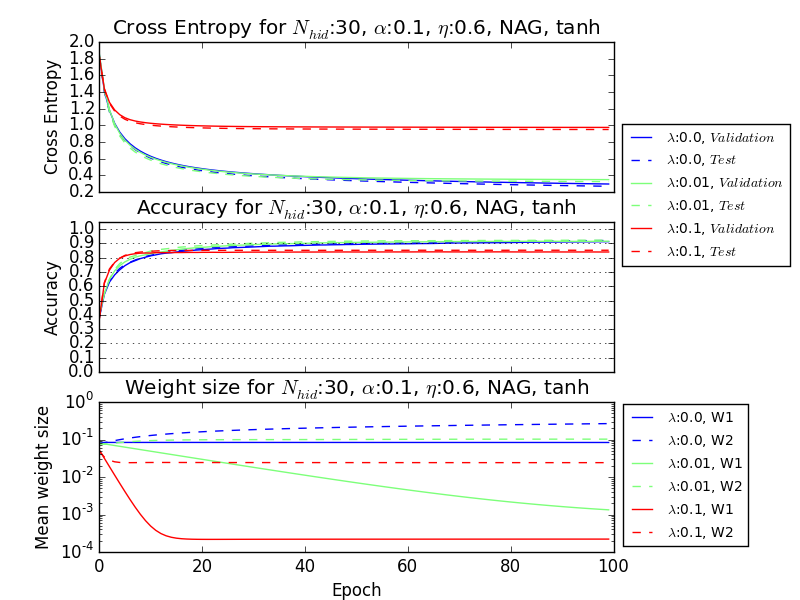 Cross Entropy for N_hid:30, α:0.1, η:0.6, NAG, tanh
2.0
1.8
1.6
1.4
1.2
1.0
0.8
0.6
0.4
0.2
Cross Entropy
λ:0.0, Validation
λ:0.0, Test
λ:0.01, Validation
λ:0.01, Test
λ:0.1, Validation
λ:0.1, Test
Accuracy for N_hid:30, α:0.1, η:0.6, NAG, tanh
1.0
0.9
0.8
0.7
0.6
0.5
0.4
0.3
0.2
0.1
0.0
Accuracy
Weight size for N_hid:30, α:0.1, η:0.6, NAG, tanh
10^0
10^-1
10^-2
10^-3
10^-4
Mean weight size
λ:0.0, W1
λ:0.0, W2
λ:0.01, W1
λ:0.01, W2
λ:0.1, W1
λ:0.1, W2
0 20 40 60 80 100
Epoch